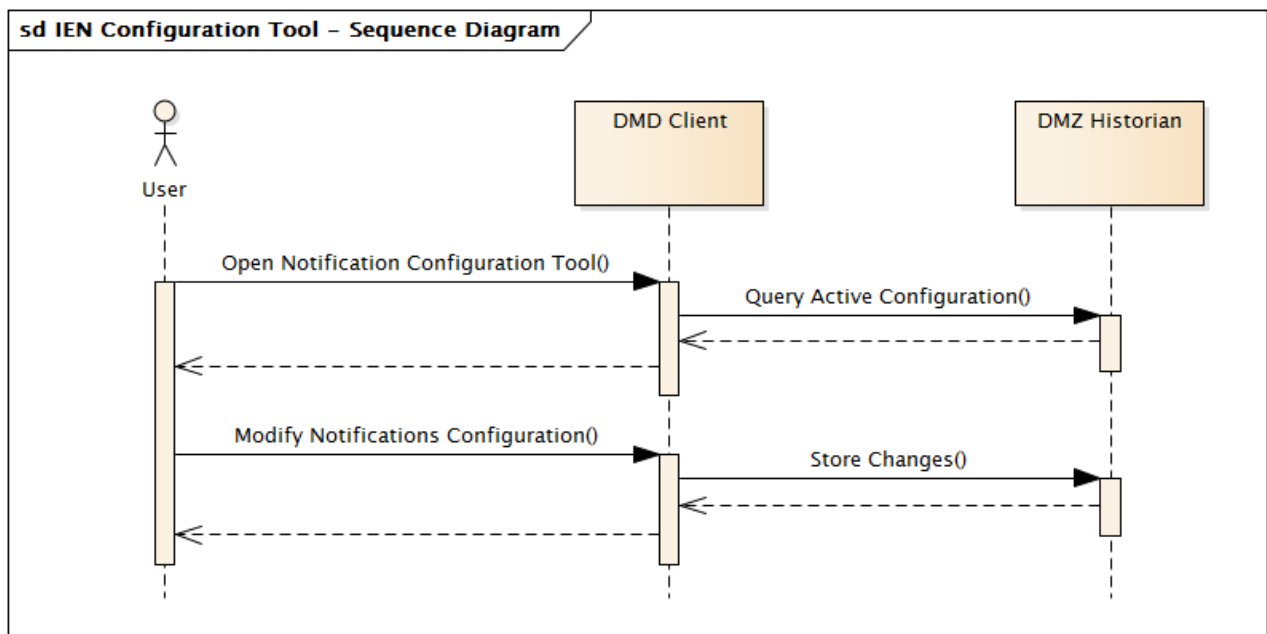 sd IEN Configuration Tool – Sequence Diagram
User
DMD Client
DMZ Historian
Open Notification Configuration Tool()
Query Active Configuration()
Modify Notifications Configuration()
Store Changes()